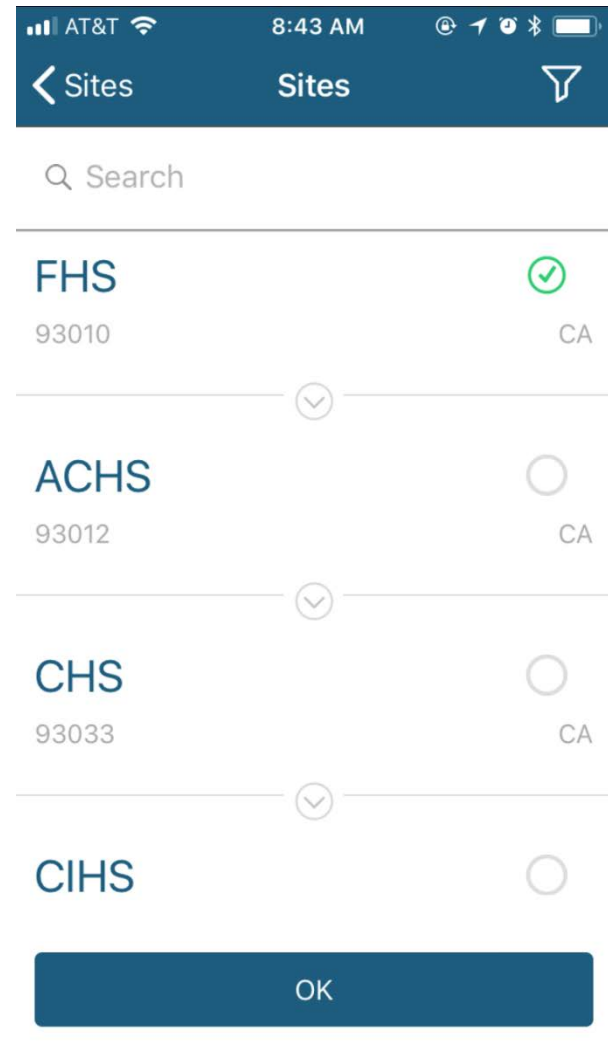 AT&T 8:43 AM
Sites Sites
Search
FHS
93010 CA
ACHS
93012 CA
CHS
93033 CA
CIHS
OK